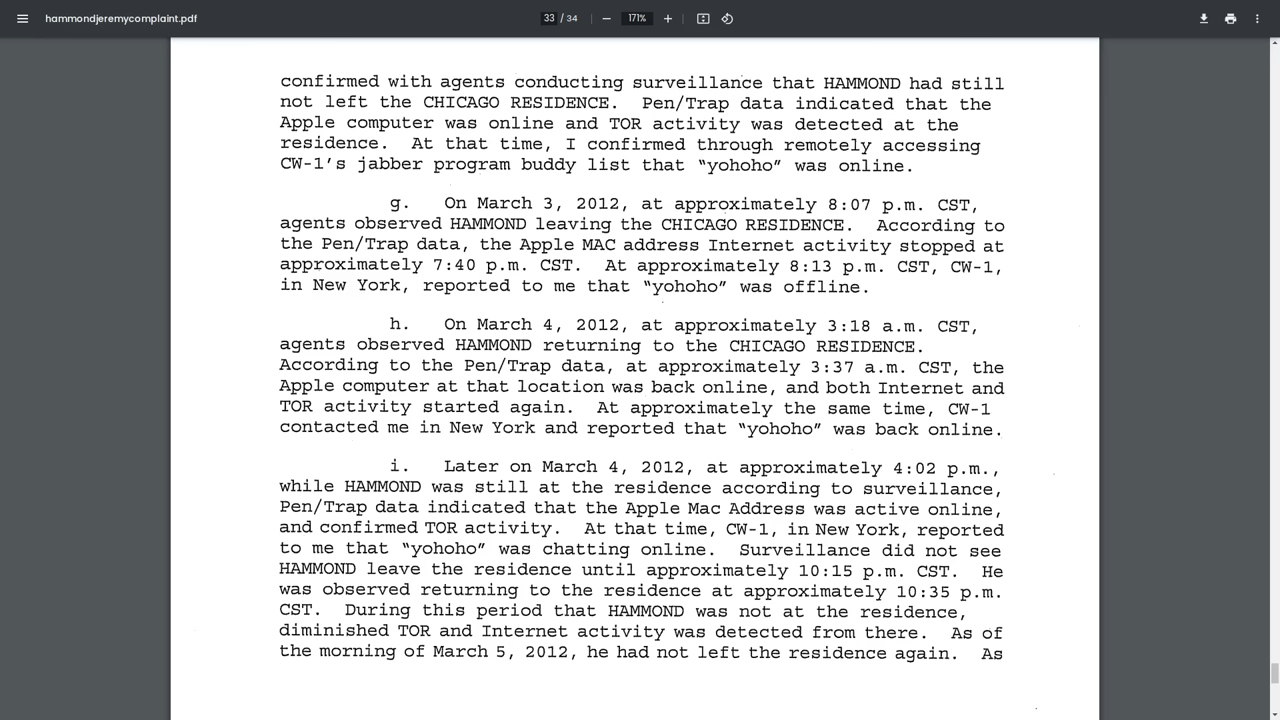 hammondjeremycomplaint.pdf 33 / 34 171%
confirmed with agents conducting surveillance that HAMMOND had still
not left the CHICAGO RESIDENCE. Pen/Trap data indicated that the
Apple computer was online and TOR activity was detected at the
residence. At that time, I confirmed through remotely accessing
CW-1's jabber program buddy list that "yohoho" was online.
g. On March 3, 2012, at approximately 8:07 p.m. CST,
agents observed HAMMOND leaving the CHICAGO RESIDENCE. According to
the Pen/Trap data, the Apple MAC address Internet activity stopped at
approximately 7:40 p.m. CST. At approximately 8:13 p.m. CST, CW-1,
in New York, reported to me that "yohoho" was offline.
h. On March 4, 2012, at approximately 3:18 a.m. CST,
agents observed HAMMOND returning to the CHICAGO RESIDENCE.
According to the Pen/Trap data, at approximately 3:37 a.m. CST, the
Apple computer at that location was back online, and both Internet and
TOR activity started again. At approximately the same time, CW-1
contacted me in New York and reported that "yohoho" was back online.
i. Later on March 4, 2012, at approximately 4:02 p.m.,
while HAMMOND was still at the residence according to surveillance,
Pen/Trap data indicated that the Apple Mac Address was active online,
and confirmed TOR activity. At that time, CW-1, in New York, reported
to me that "yohoho" was chatting online. Surveillance did not see
HAMMOND leave the residence until approximately 10:15 p.m. CST. He
was observed returning to the residence at approximately 10:35 p.m.
CST. During this period that HAMMOND was not at the residence,
diminished TOR and Internet activity was detected from there. As of
the morning of March 5, 2012, he had not left the residence again. As